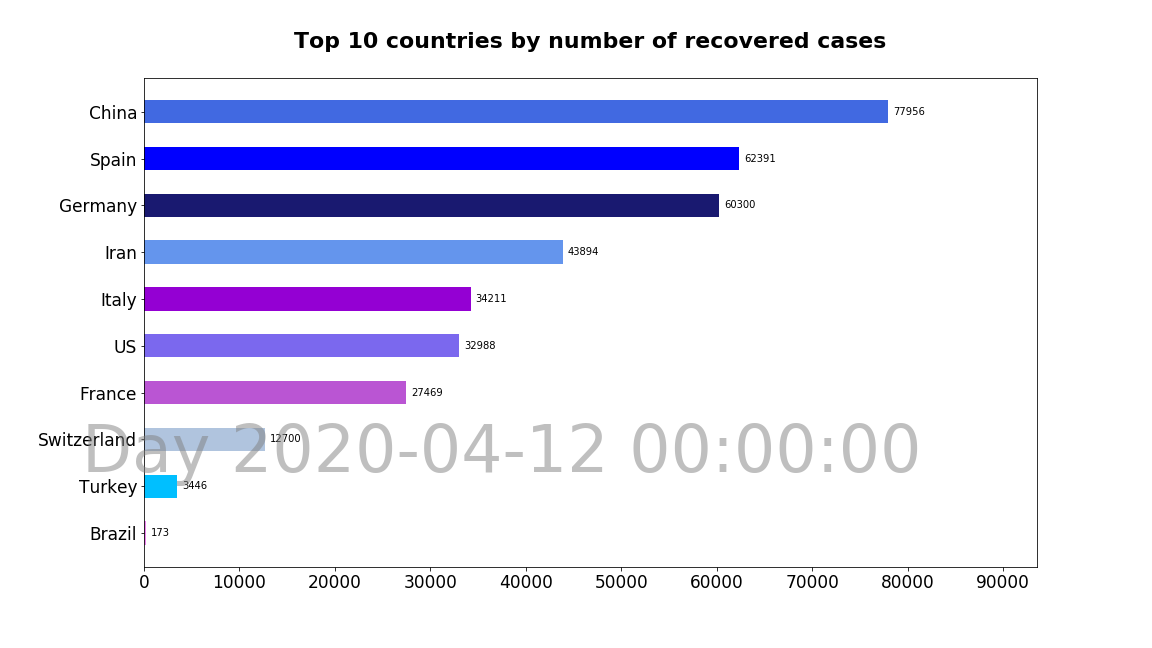 Top 10 countries by number of recovered cases
China 77956
Spain 62391
Germany 60300
Iran 43894
Italy 34211
US 32988
France 27469
Switzerland 12700
Day 2020-04-12 00:00:00
Turkey 3446
Brazil 173
0 10000 20000 30000 40000 50000 60000 70000 80000 90000